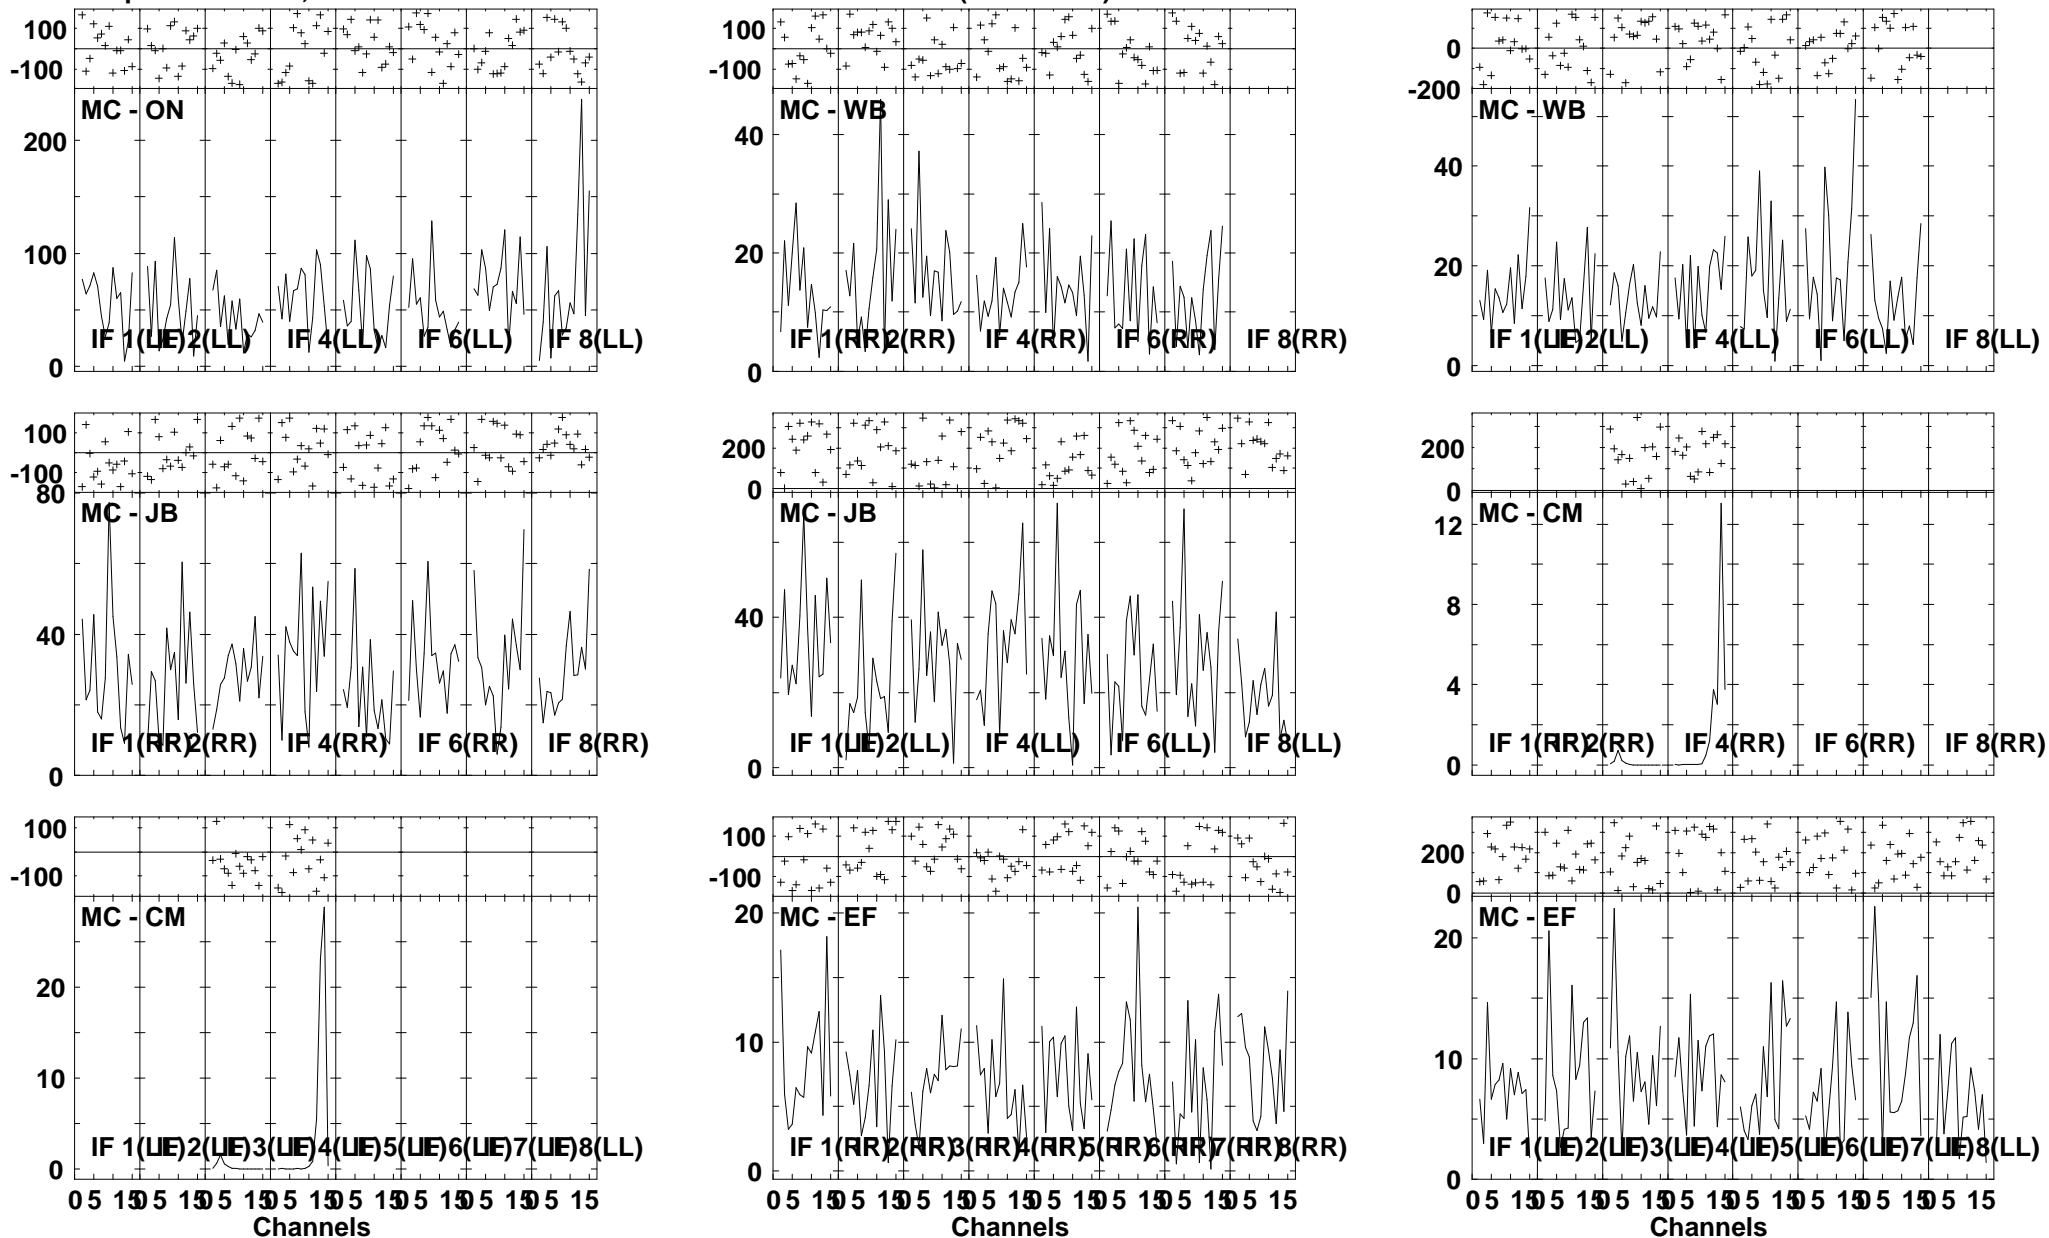 100
-100
MC - ON
200
100
0
IF 1(LL)
IF 2(LL)
IF 4(LL)
IF 6(LL)
IF 8(LL)
100
-100
MC - WB
40
20
0
IF 1(RR)
IF 2(RR)
IF 4(RR)
IF 6(RR)
IF 8(RR)
0
-200
MC - WB
40
20
0
IF 1(LL)
IF 2(LL)
IF 4(LL)
IF 6(LL)
IF 8(LL)
100
-100
80
MC - JB
40
0
IF 1(RR)
IF 2(RR)
IF 4(RR)
IF 6(RR)
IF 8(RR)
200
0
MC - JB
40
0
IF 1(LL)
IF 2(LL)
IF 4(LL)
IF 6(LL)
IF 8(LL)
200
0
MC - CM
12
8
4
0
IF 1(RR)
IF 2(RR)
IF 4(RR)
IF 6(RR)
IF 8(RR)
100
-100
MC - CM
20
10
0
IF 1(LL)
IF 2(LL)
IF 3(LL)
IF 4(LL)
IF 5(LL)
IF 6(LL)
IF 7(LL)
IF 8(LL)
0 5 15
0 5 15
0 5 15
0 5 15
0 5 15
0 5 15
0 5 15
0 5 15
Channels
100
-100
MC - EF
20
10
0
IF 1(RR)
IF 2(RR)
IF 3(RR)
IF 4(RR)
IF 5(RR)
IF 6(RR)
IF 7(RR)
IF 8(RR)
0 5 15
0 5 15
0 5 15
0 5 15
0 5 15
0 5 15
0 5 15
0 5 15
Channels
200
0
MC - EF
20
10
0
IF 1(LL)
IF 2(LL)
IF 3(LL)
IF 4(LL)
IF 5(LL)
IF 6(LL)
IF 7(LL)
IF 8(LL)
0 5 15
0 5 15
0 5 15
0 5 15
0 5 15
0 5 15
0 5 15
0 5 15
Channels